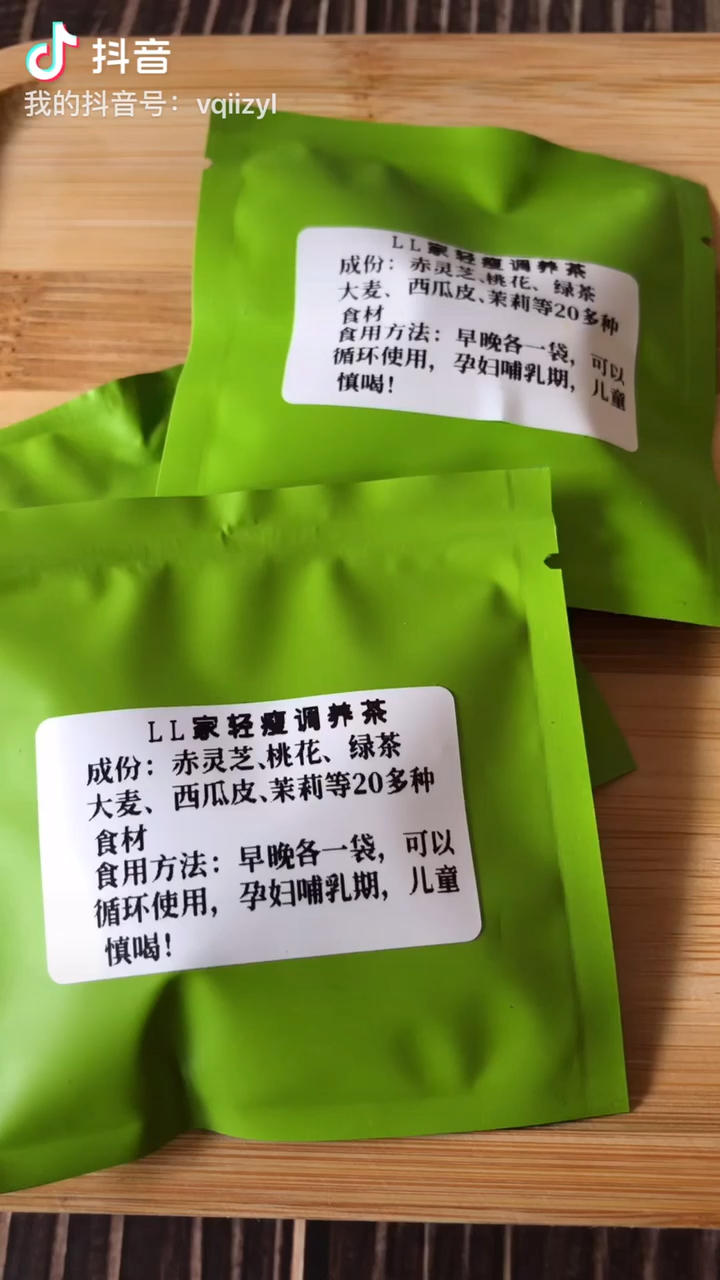 抖音
我的抖音号：vqiizyl
LL家轻瘦调养茶
成份：赤灵芝、桃花、绿茶
大麦、西瓜皮、茉莉等20多种
食材
食用方法：早晚各一袋，可以
循环使用，孕妇哺乳期，儿童
慎喝！
LL家轻瘦调养茶
成份：赤灵芝、桃花、绿茶
大麦、西瓜皮、茉莉等20多种
食材
食用方法：早晚各一袋，可以
循环使用，孕妇哺乳期，儿童
慎喝！